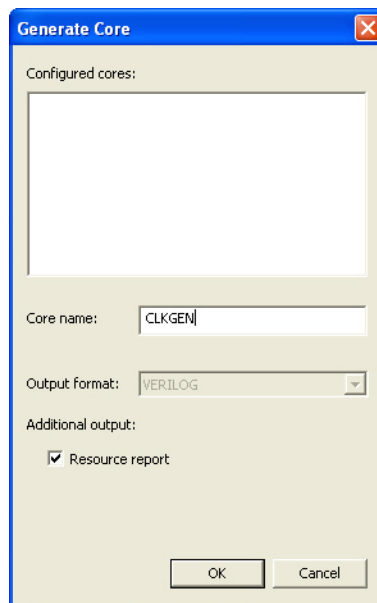 Generate Core
Configured cores:
Core name: CLKGEN
Output format: VERILOG
Additional output:
Resource report
OK Cancel